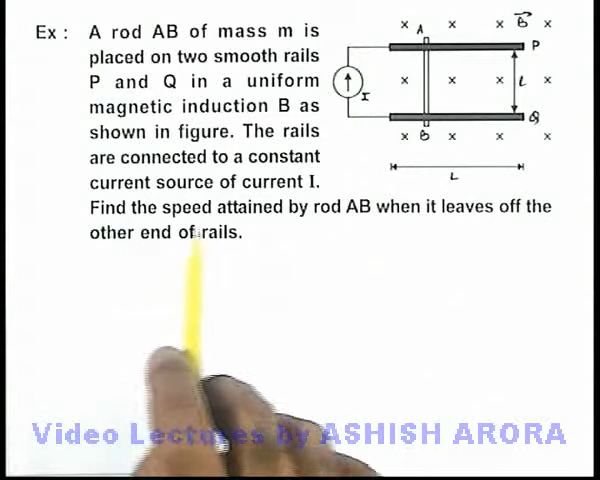 Ex : A rod AB of mass m is
placed on two smooth rails
P and Q in a uniform
magnetic induction B as
shown in figure. The rails
are connected to a constant
current source of current I.
Find the speed attained by rod AB when it leaves off the
other end of rails.
× A × × B ×
P
I × × × l ×
Q
× B × × ×
L
Video Lectures by ASHISH ARORA